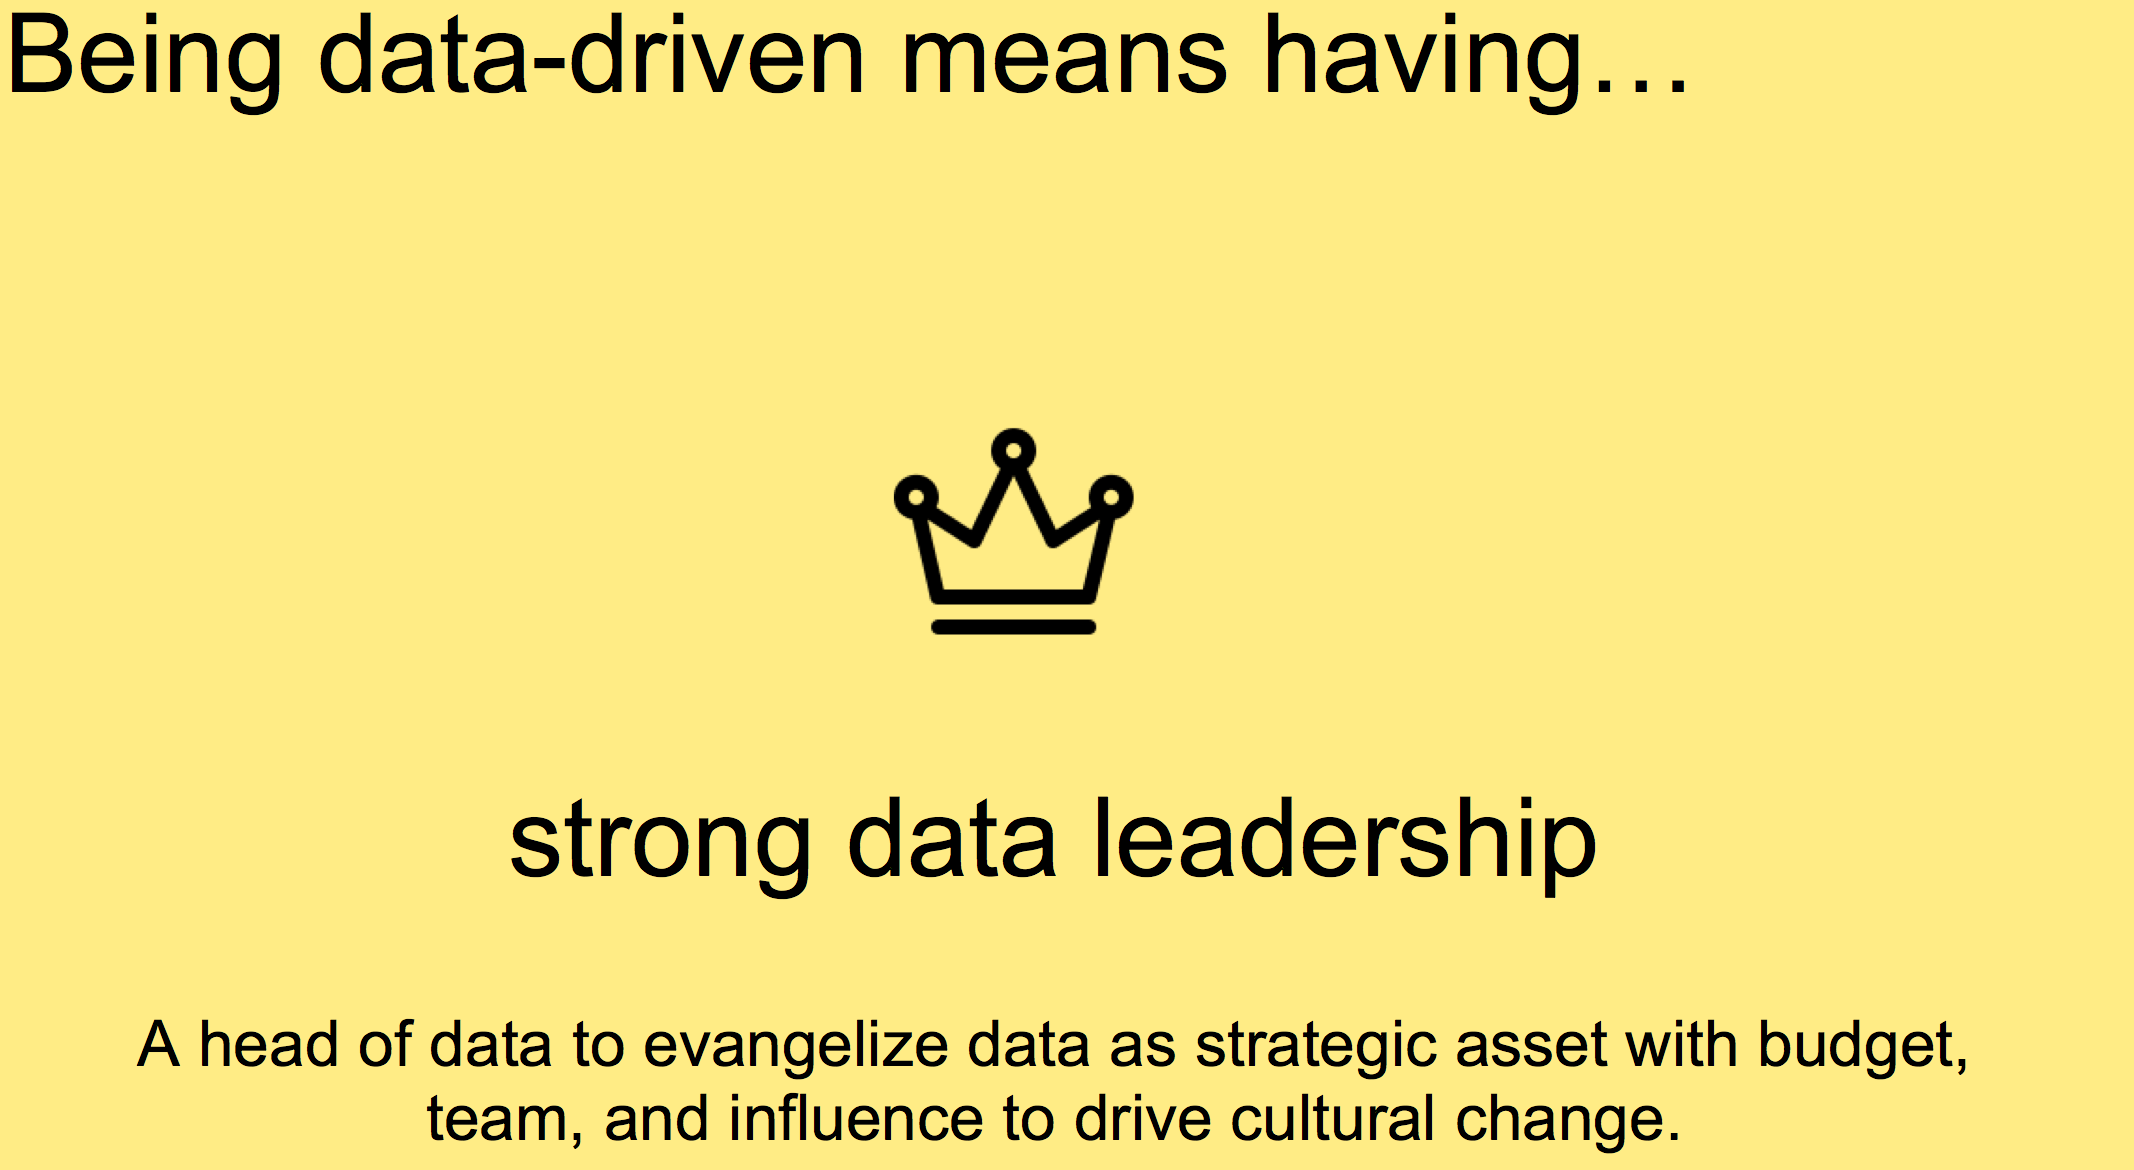 Being data-driven means having…
strong data leadership
A head of data to evangelize data as strategic asset with budget,
team, and influence to drive cultural change.